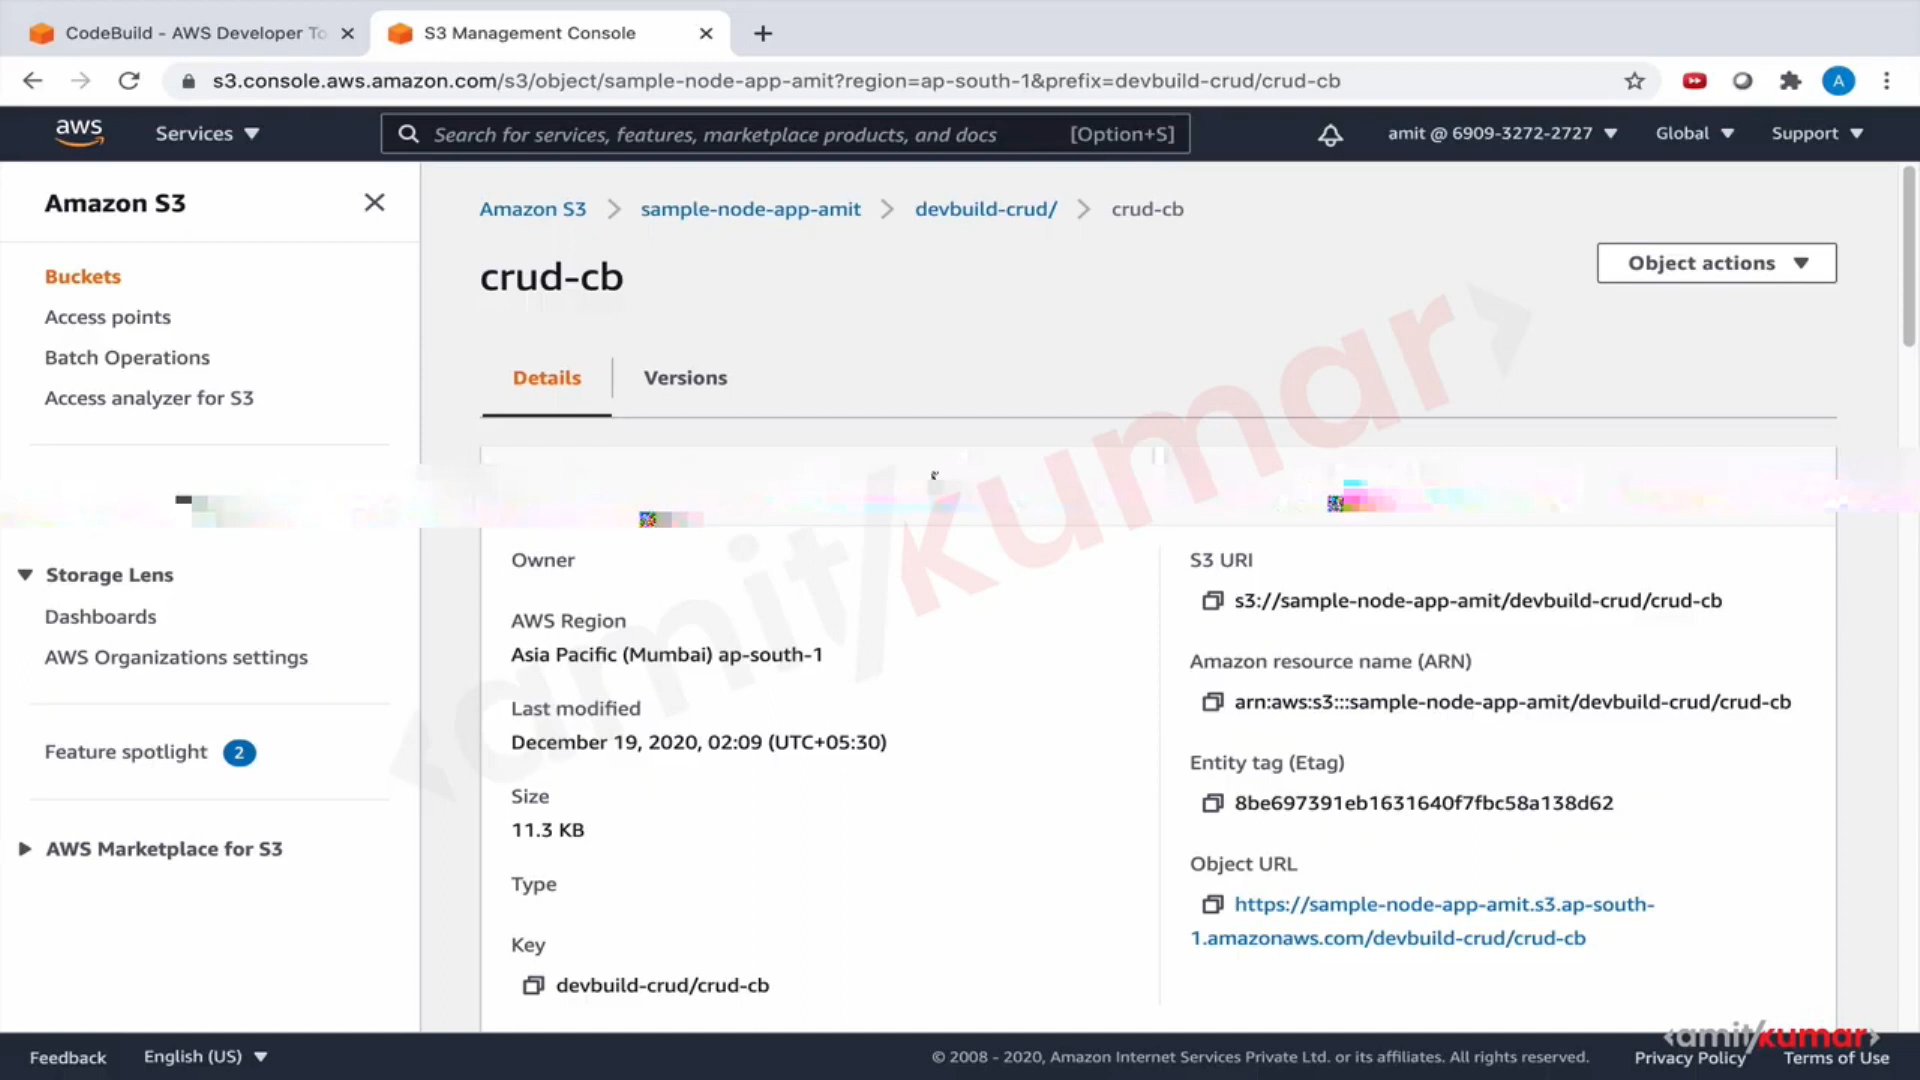 CodeBuild - AWS Developer To
S3 Management Console
s3.console.aws.amazon.com/s3/object/sample-node-app-amit?region=ap-south-1&prefix=devbuild-crud/crud-cb
A
aws
Services
Search for services, features, marketplace products, and docs
[Option+S]
amit @ 6909-3272-2727
Global
Support
Amazon S3
Buckets
Access points
Batch Operations
Access analyzer for S3
Storage Lens
Dashboards
AWS Organizations settings
Feature spotlight 2
AWS Marketplace for S3
Amazon S3 > sample-node-app-amit > devbuild-crud/ > crud-cb
crud-cb
Object actions
Details
Versions
Owner
AWS Region
Asia Pacific (Mumbai) ap-south-1
Last modified
December 19, 2020, 02:09 (UTC+05:30)
Size
11.3 KB
Type
Key
devbuild-crud/crud-cb
S3 URI
s3://sample-node-app-amit/devbuild-crud/crud-cb
Amazon resource name (ARN)
arn:aws:s3:::sample-node-app-amit/devbuild-crud/crud-cb
Entity tag (Etag)
8be697391eb1631640f7fbc58a138d62
Object URL
https://sample-node-app-amit.s3.ap-south-
1.amazonaws.com/devbuild-crud/crud-cb
<amit/kumar>
Feedback
English (US)
© 2008 - 2020, Amazon Internet Services Private Ltd. or its affiliates. All rights reserved.
<amit/kumar>
Privacy Policy
Terms of Use